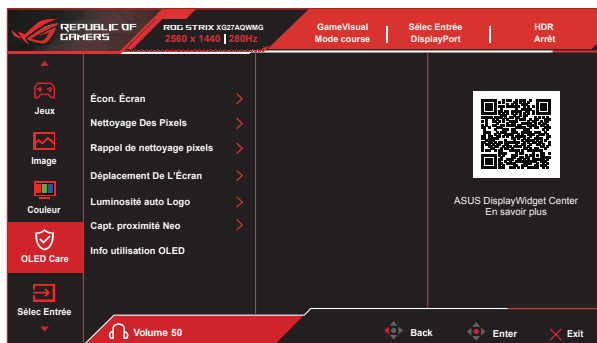 REPUBLIC OF
GAMERS
ROG STRIX XG27AQWMG
2560 x 1440 280Hz
GameVisual
Mode course
Sélec Entrée
DisplayPort
HDR
Arrêt
Jeux
Image
Couleur
OLED Care
Sélec Entrée
Écon. Écran
Nettoyage Des Pixels
Rappel de nettoyage pixels
Déplacement De L'Écran
Luminosité auto Logo
Capt. proximité Neo
Info utilisation OLED
ASUS DisplayWidget Center
En savoir plus
Volume 50
Back
Enter
Exit